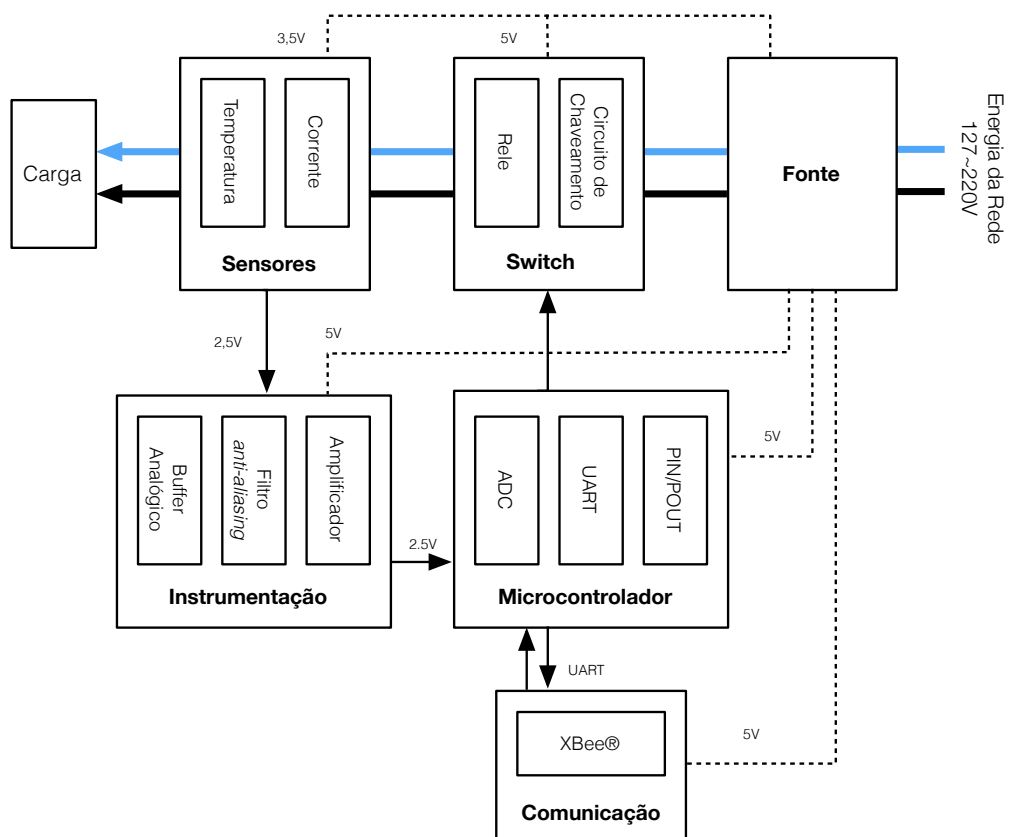 3,5V
5V
Carga
Temperatura
Corrente
Sensores
Rele
Circuito de
Chaveamento
Switch
Fonte
Energia da Rede
127~220V
2,5V
5V
5V
Buffer
Analógico
Filtro
anti-aliasing
Amplificador
Instrumentação
2.5V
ADC
UART
PIN/POUT
Microcontrolador
UART
XBee®
Comunicação
5V